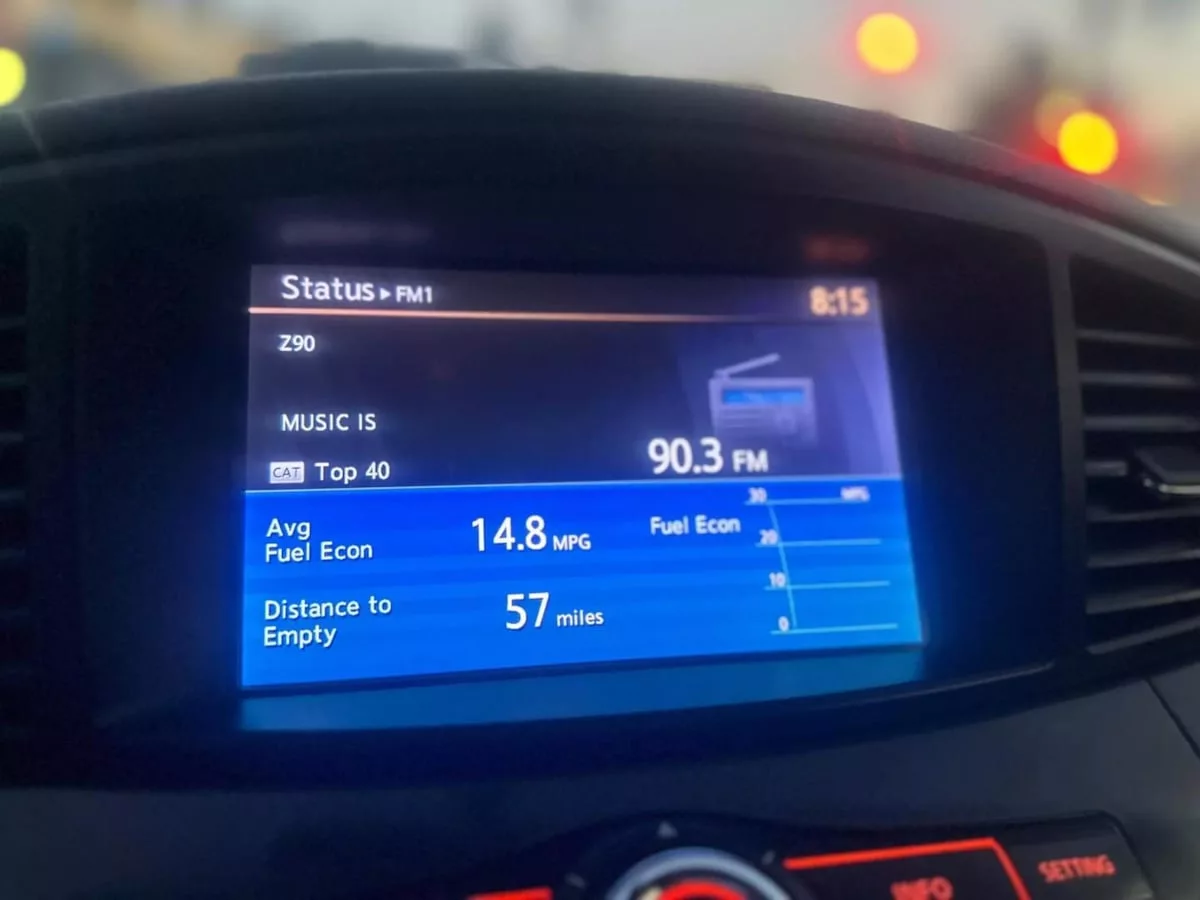 Status ▸ FM1 8:15
Z90
MUSIC IS
CAT Top 40
90.3 FM
Avg
Fuel Econ
14.8 MPG
Distance to
Empty
57 miles
Fuel Econ
30 MPG
20
10
0
INFO
SETTING